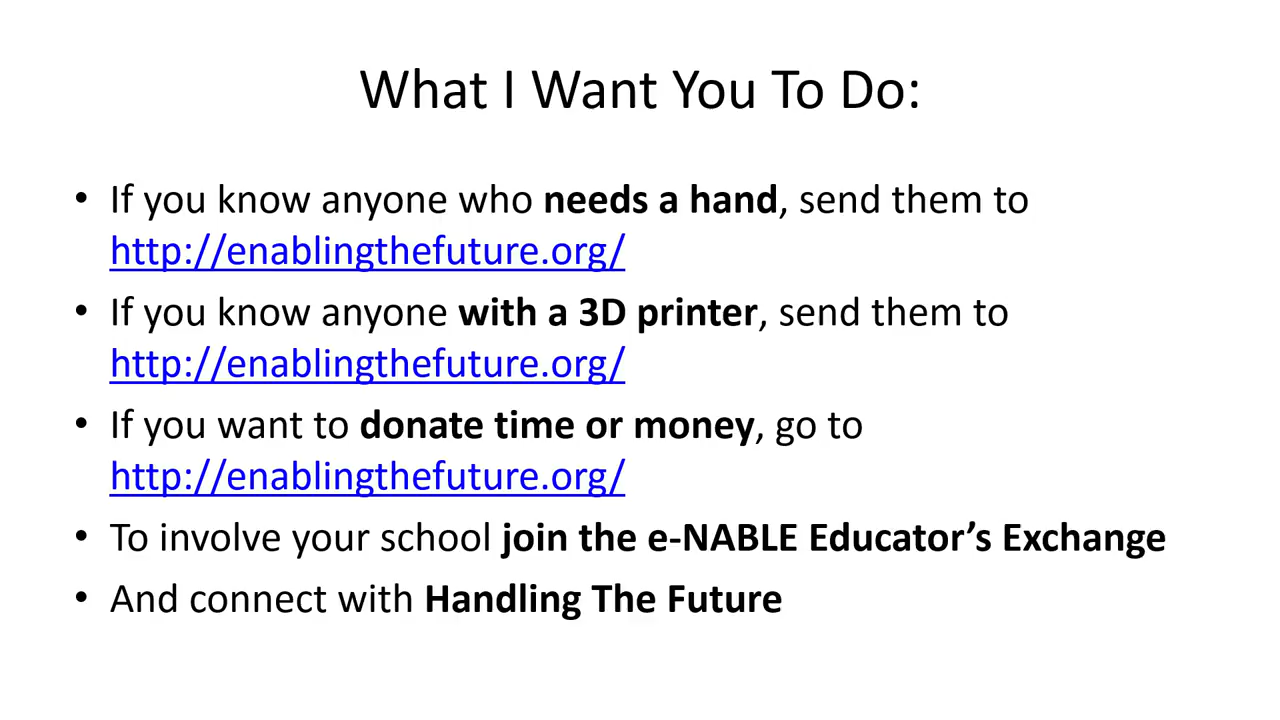 What I Want You To Do:
• If you know anyone who needs a hand, send them to
http://enablingthefuture.org/
• If you know anyone with a 3D printer, send them to
http://enablingthefuture.org/
• If you want to donate time or money, go to
http://enablingthefuture.org/
• To involve your school join the e-NABLE Educator’s Exchange
• And connect with Handling The Future